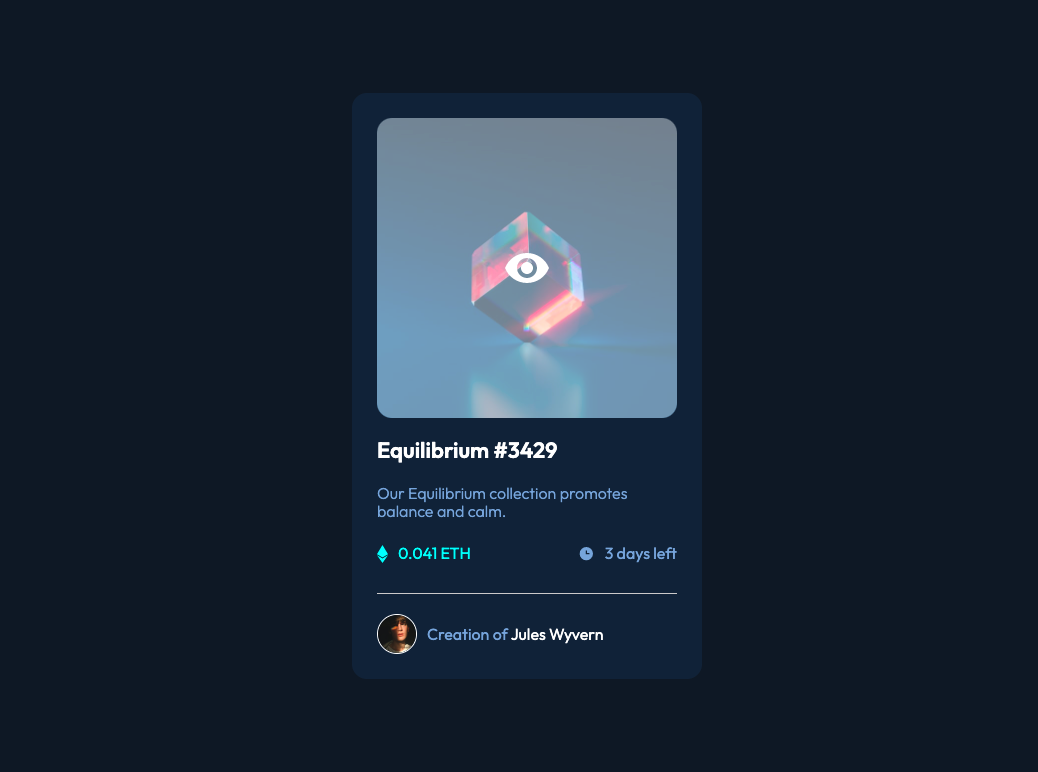 Equilibrium #3429
Our Equilibrium collection promotes
balance and calm.
0.041 ETH
3 days left
Creation of Jules Wyvern